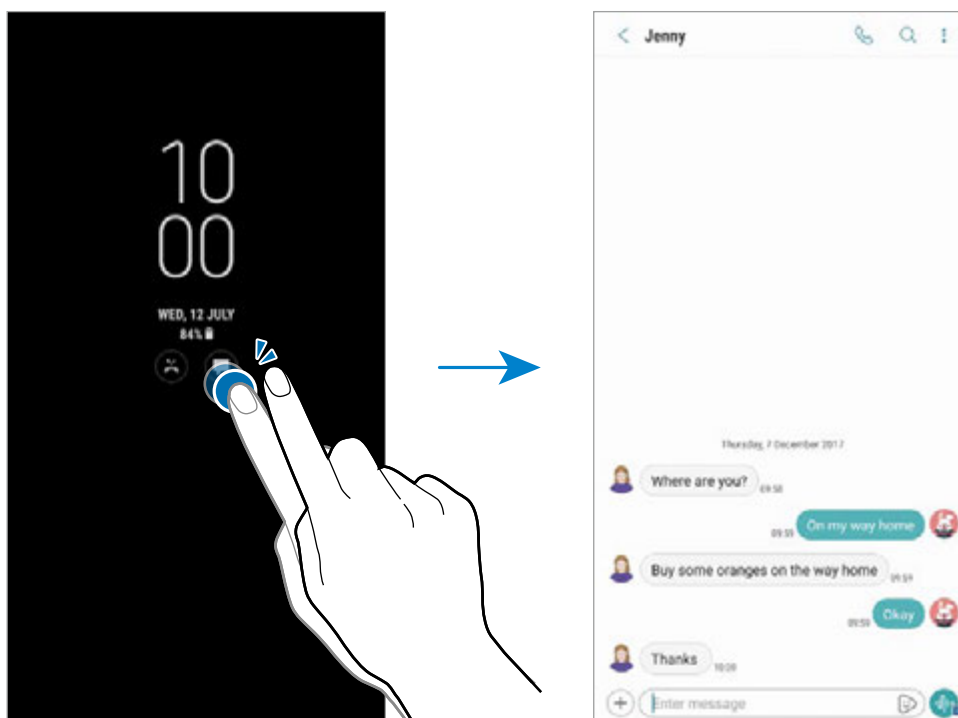 10
00
WED, 12 JULY
84%
Jenny
Thursday, 7 December 2017
Where are you?
09:58
On my way home
09:59
Buy some oranges on the way home
09:59
Okay
09:59
Thanks
10:00
Enter message